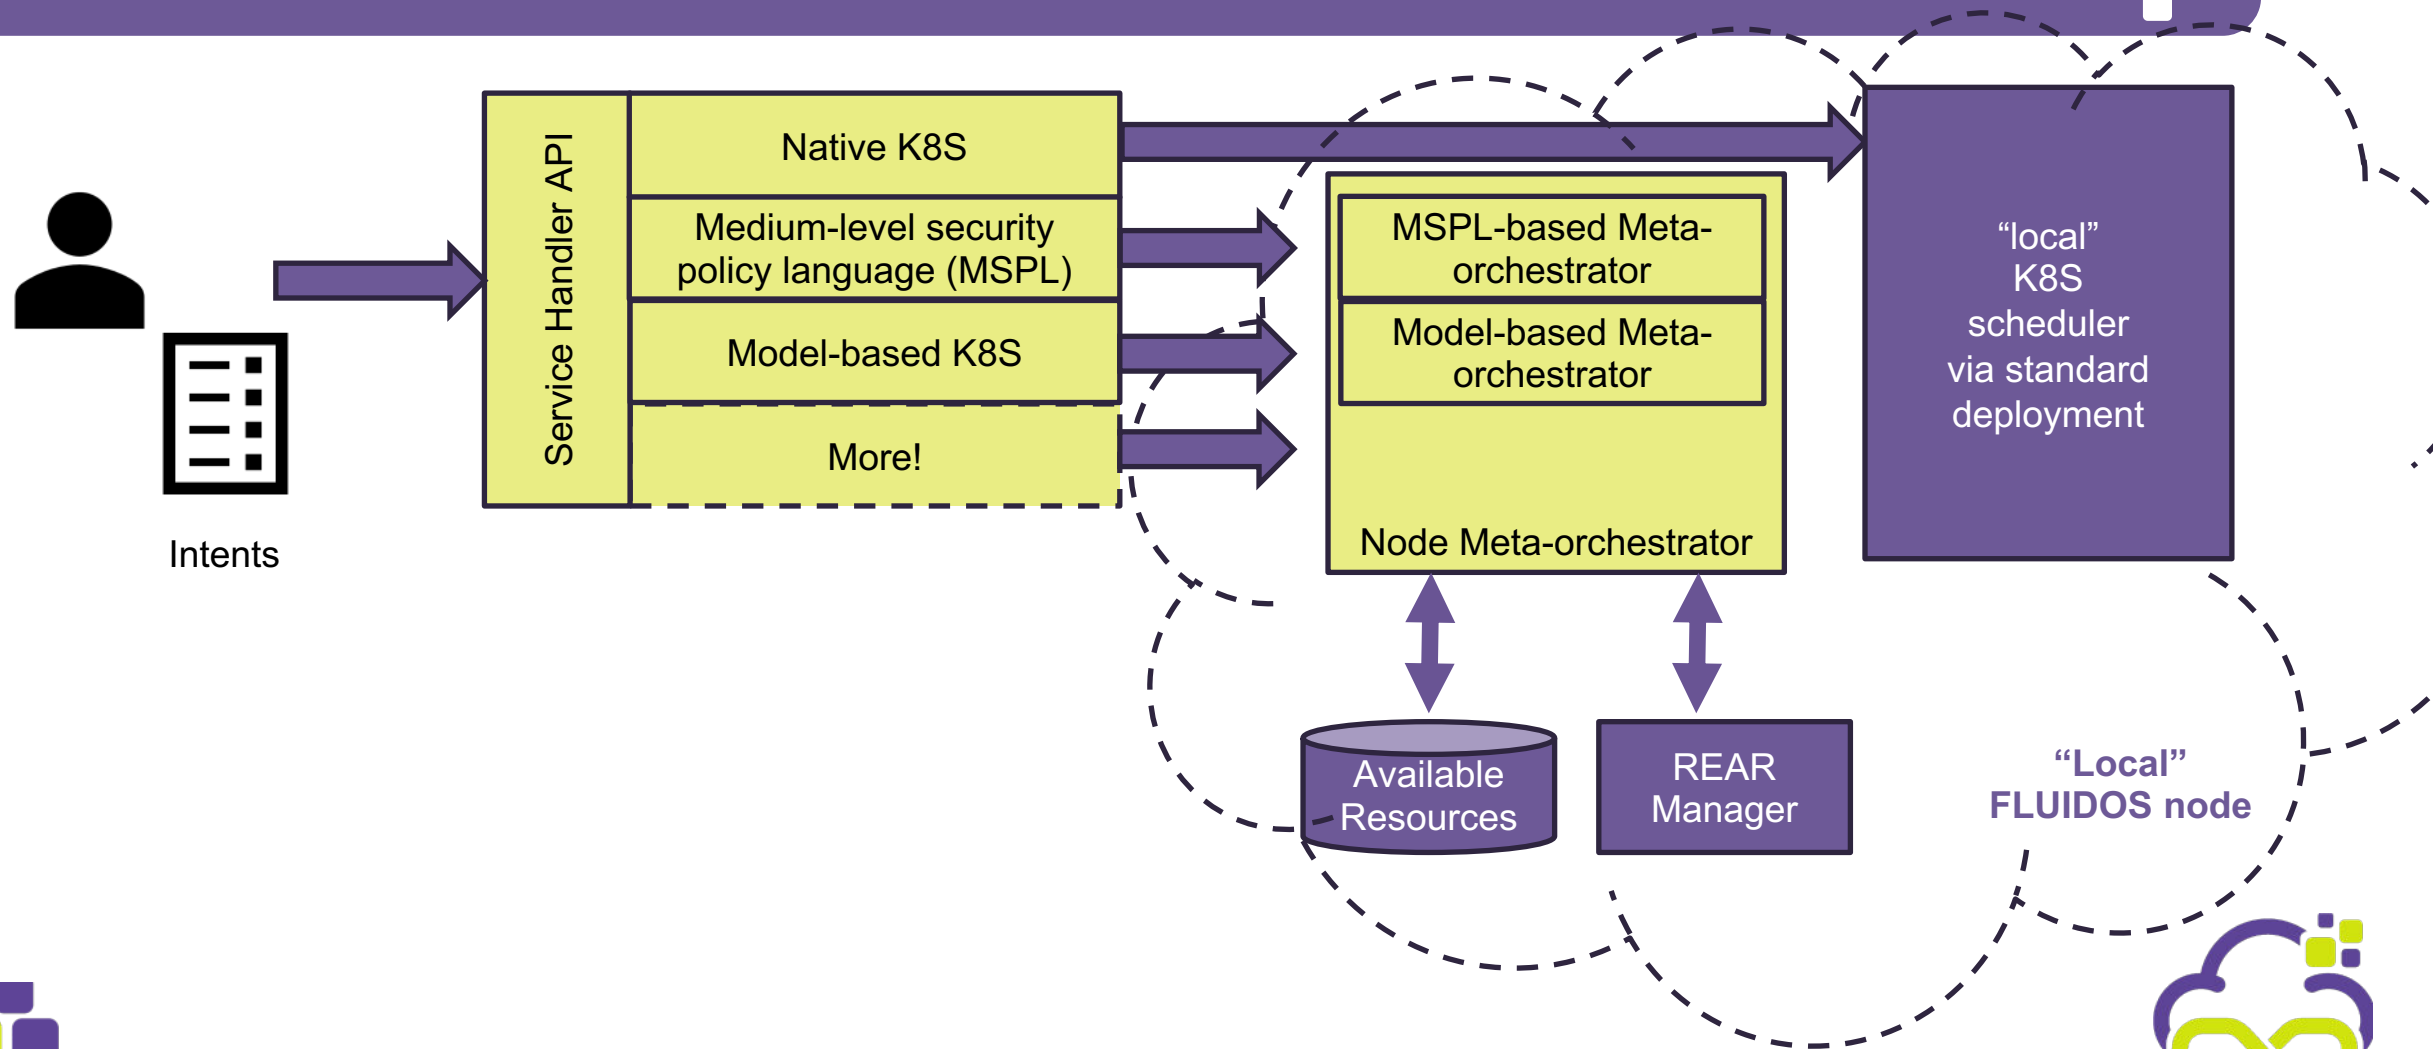 Intents
Service Handler API
Native K8S
Medium-level security
policy language (MSPL)
Model-based K8S
More!
MSPL-based Meta-
orchestrator
Model-based Meta-
orchestrator
Node Meta-orchestrator
“local”
K8S
scheduler
via standard
deployment
Available
Resources
REAR
Manager
“Local”
FLUIDOS node